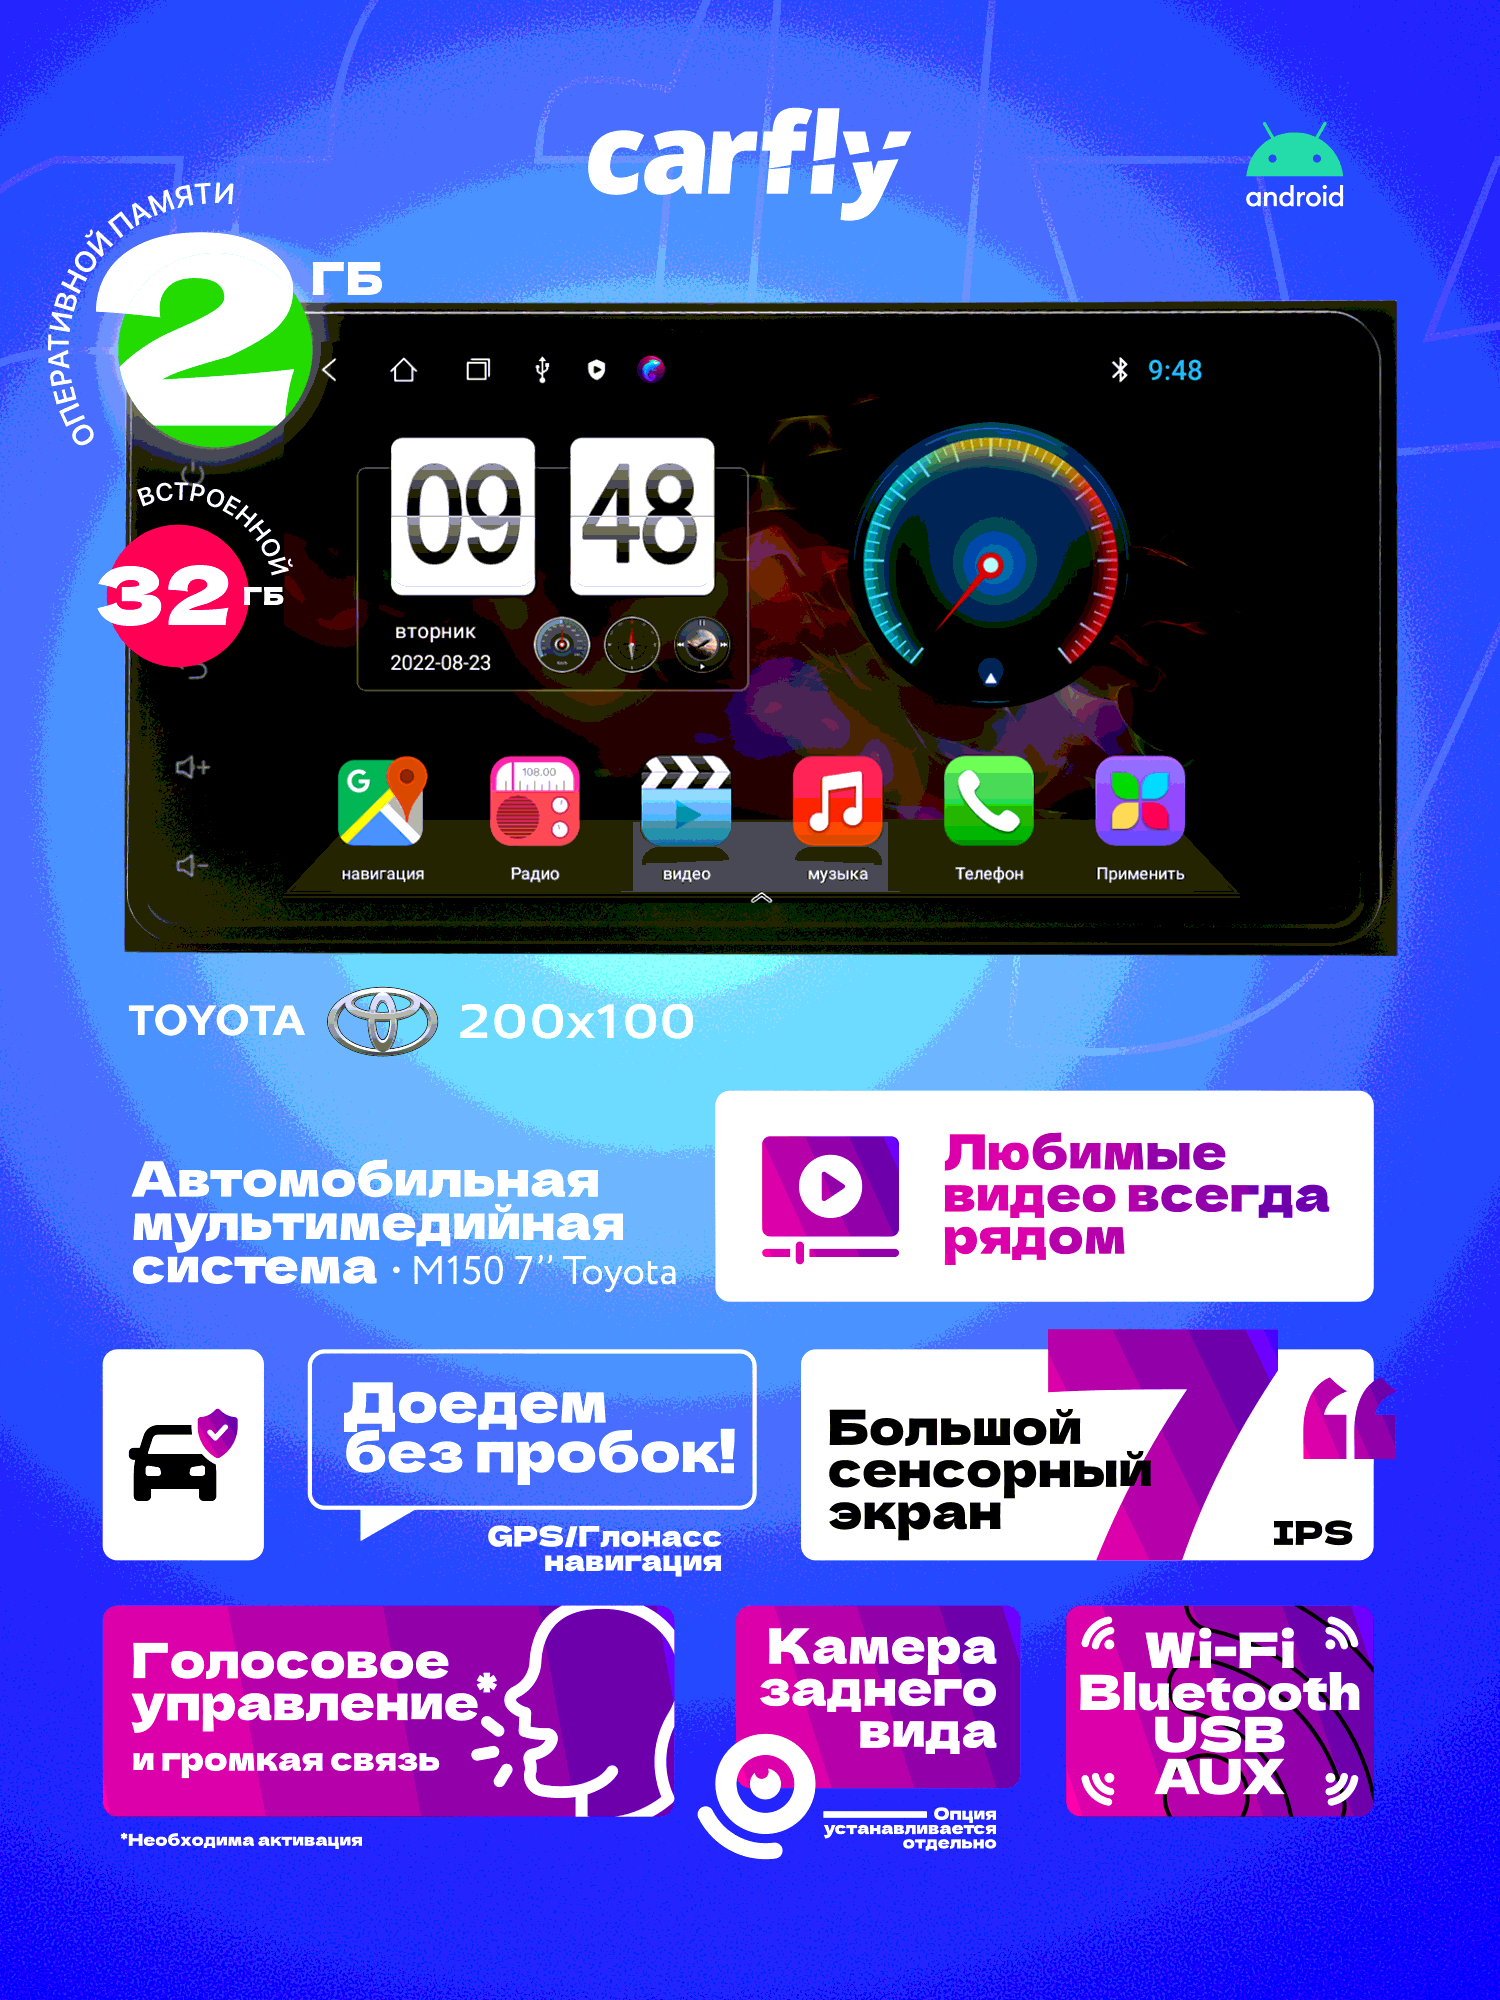 carfly
android
ОПЕРАТИВНОЙ ПАМЯТИ
2 ГБ
ВСТРОЕННОЙ
32 ГБ
9:48
09 48
вторник
2022-08-23
G
108.00
навигация Радио видео музыка Телефон Применить
TOYOTA 200x100
Автомобильная
мультимедийная
система · M150 7’’ Toyota
Любимые
видео всегда
рядом
Доедем
без пробок!
GPS/Глонасс
навигация
Большой
сенсорный
экран
7“
IPS
Голосовое
управление*
и громкая связь
*Необходима активация
Камера
заднего
вида
Опция
устанавливается
отдельно
Wi-Fi
Bluetooth
USB
AUX